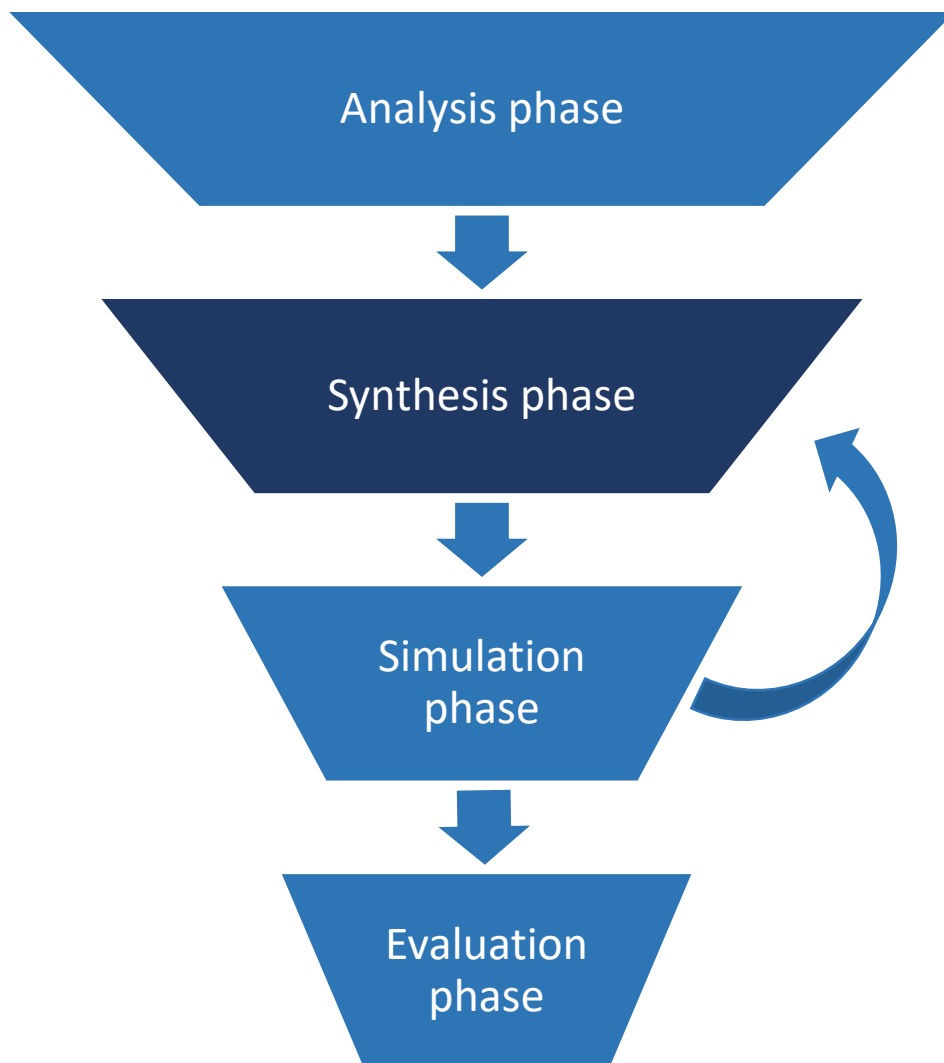 Analysis phase
Synthesis phase
Simulation
phase
Evaluation
phase